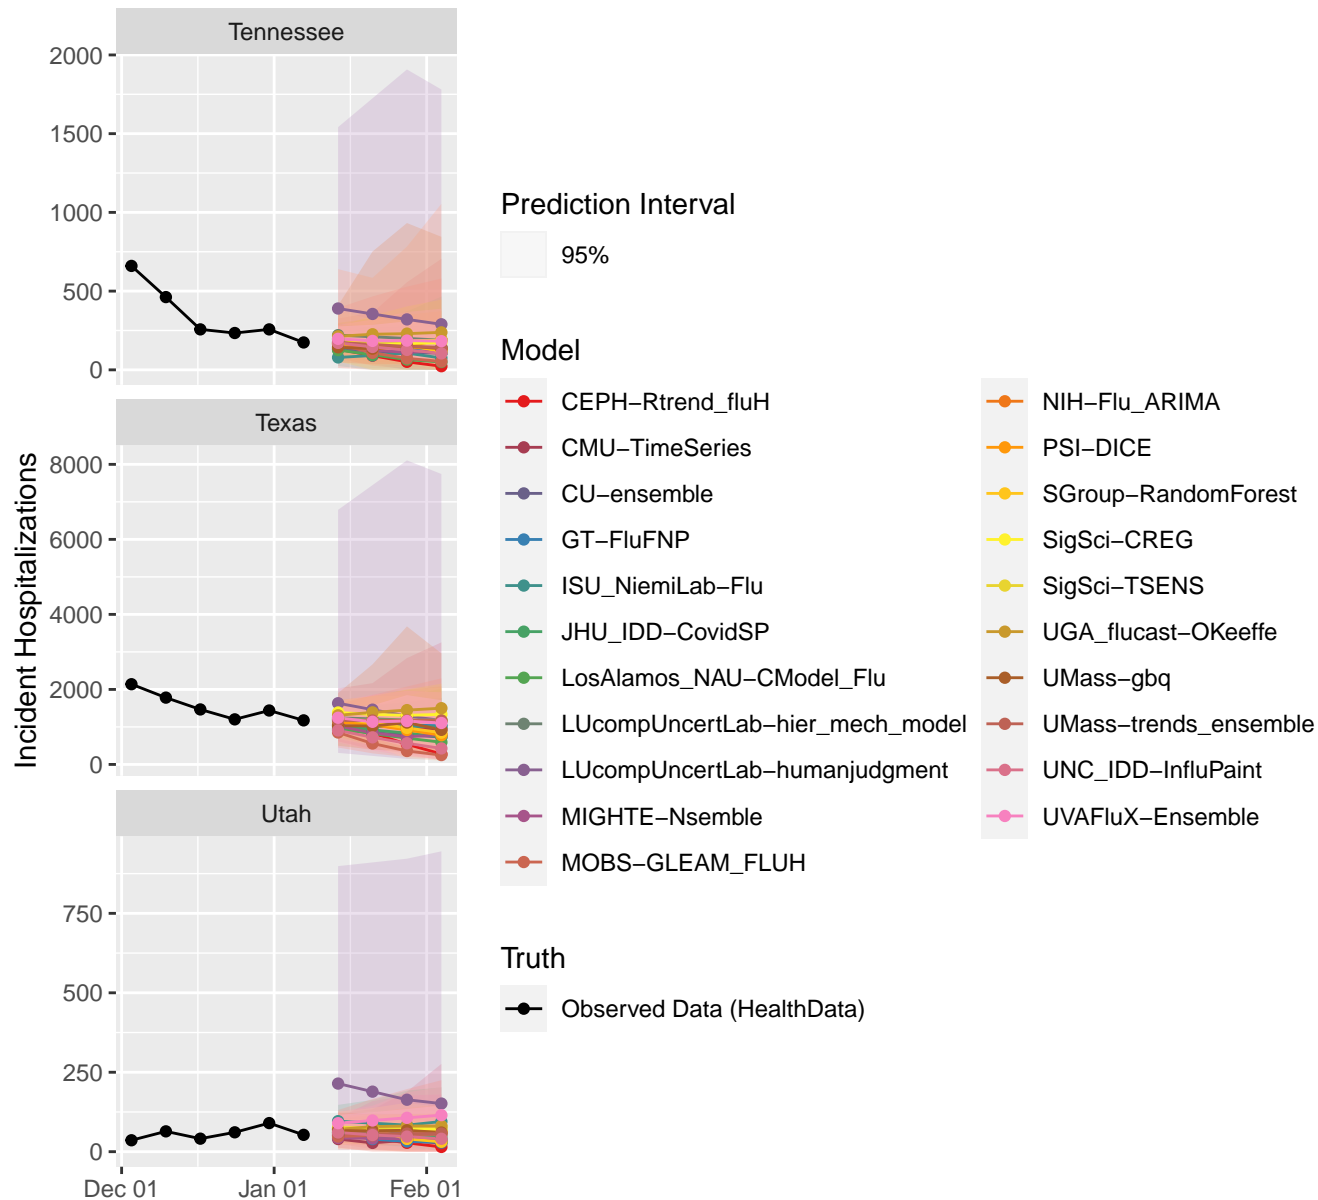 Tennessee
2000
1500
1000
500
0
Texas
8000
6000
4000
2000
0
Utah
750
500
250
0
Dec 01
Jan 01
Feb 01
Incident Hospitalizations
Prediction Interval
95%
Model
CEPH−Rtrend_fluH
CMU−TimeSeries
CU−ensemble
GT−FluFNP
ISU_NiemiLab−Flu
JHU_IDD−CovidSP
LosAlamos_NAU−CModel_Flu
LUcompUncertLab−hier_mech_model
LUcompUncertLab−humanjudgment
MIGHTE−Nsemble
MOBS−GLEAM_FLUH
NIH−Flu_ARIMA
PSI−DICE
SGroup−RandomForest
SigSci−CREG
SigSci−TSENS
UGA_flucast−OKeeffe
UMass−gbq
UMass−trends_ensemble
UNC_IDD−InfluPaint
UVAFluX−Ensemble
Truth
Observed Data (HealthData)